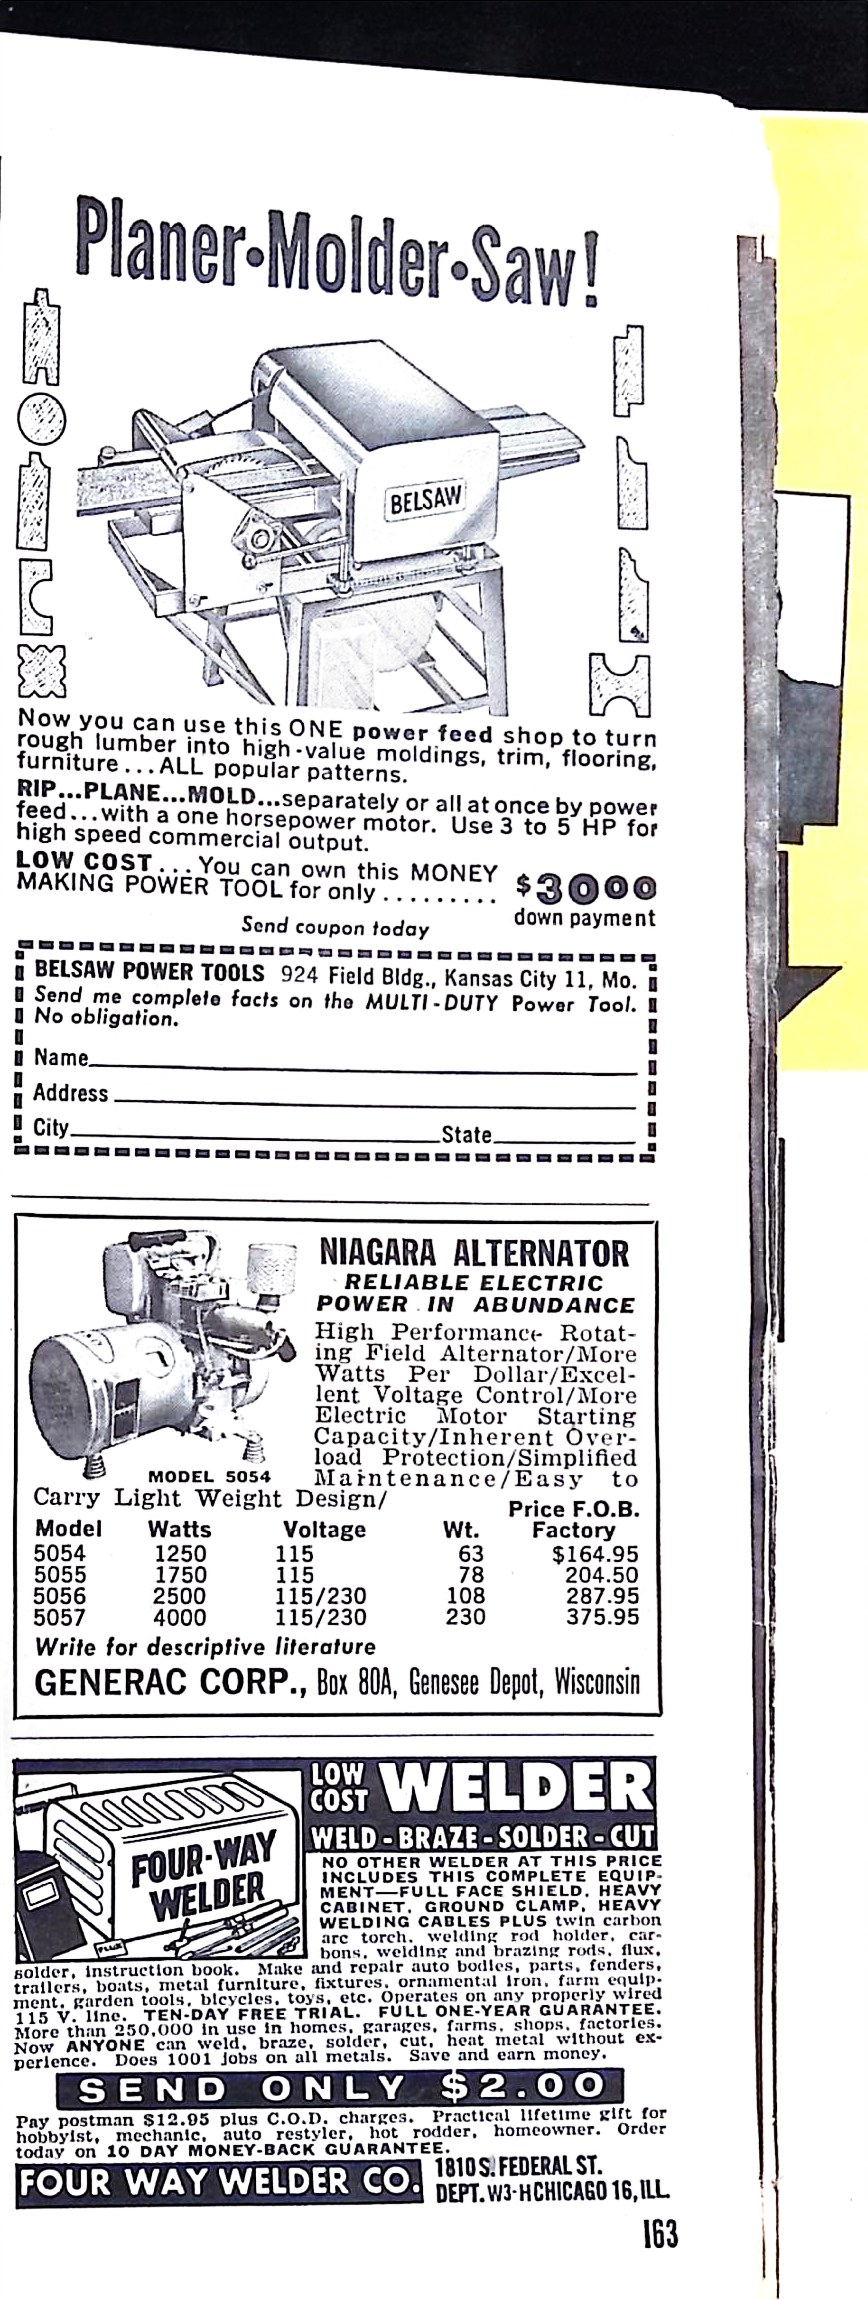 Planer•Molder•Saw!
BELSAW
Now you can use this ONE power feed shop to turn
rough lumber into high-value moldings, trim, flooring,
furniture...ALL popular patterns.
RIP...PLANE...MOLD...separately or all at once by power
feed...with a one horsepower motor. Use 3 to 5 HP for
high speed commercial output.
LOW COST... You can own this MONEY
MAKING POWER TOOL for only ......... $3000
down payment
Send coupon today
BELSAW POWER TOOLS 924 Field Bldg., Kansas City 11, Mo.
Send me complete facts on the MULTI-DUTY Power Tool.
No obligation.
Name
Address
City State
NIAGARA ALTERNATOR
RELIABLE ELECTRIC
POWER IN ABUNDANCE
High Performance Rotat-
ing Field Alternator/More
Watts Per Dollar/Excel-
lent Voltage Control/More
Electric Motor Starting
Capacity/Inherent Over-
load Protection/Simplified
MODEL 5054 Maintenance/Easy to
Carry Light Weight Design/
Price F.O.B.
Model Watts Voltage Wt. Factory
5054 1250 115 63 $164.95
5055 1750 115 78 204.50
5056 2500 115/230 108 287.95
5057 4000 115/230 230 375.95
Write for descriptive literature
GENERAC CORP., Box 80A, Genesee Depot, Wisconsin
LOW COST WELDER
WELD - BRAZE - SOLDER - CUT
FOUR-WAY
WELDER
FLUX
NO OTHER WELDER AT THIS PRICE
INCLUDES THIS COMPLETE EQUIP-
MENT—FULL FACE SHIELD, HEAVY
CABINET, GROUND CLAMP, HEAVY
WELDING CABLES PLUS twin carbon
arc torch, welding rod holder, car-
bons, welding and brazing rods, flux,
solder, instruction book. Make and repair auto bodies, parts, fenders,
trailers, boats, metal furniture, fixtures, ornamental iron, farm equip-
ment, garden tools, bicycles, toys, etc. Operates on any properly wired
115 V. line. TEN-DAY FREE TRIAL. FULL ONE-YEAR GUARANTEE.
More than 250,000 in use in homes, garages, farms, shops, factories.
Now ANYONE can weld, braze, solder, cut, heat metal without ex-
perience. Does 1001 jobs on all metals. Save and earn money.
SEND ONLY $2.00
Pay postman $12.95 plus C.O.D. charges. Practical lifetime gift for
hobbyist, mechanic, auto restyler, hot rodder, homeowner. Order
today on 10 DAY MONEY-BACK GUARANTEE.
FOUR WAY WELDER CO. 1810 S. FEDERAL ST.
DEPT. W3-H CHICAGO 16, ILL.
163